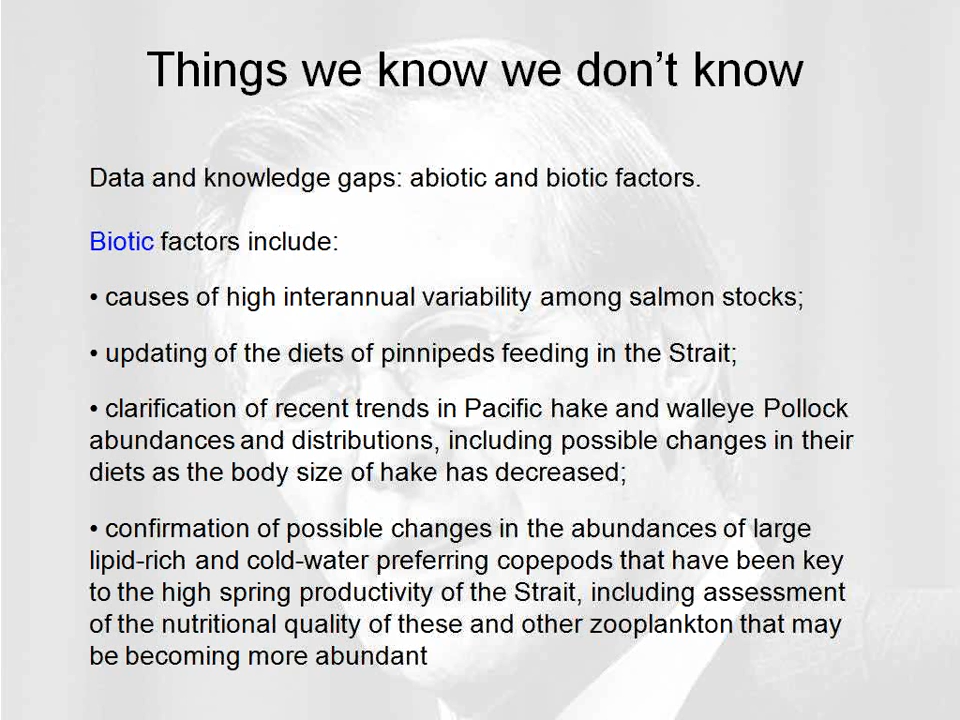 Things we know we don’t know
Data and knowledge gaps: abiotic and biotic factors.
Biotic factors include:
• causes of high interannual variability among salmon stocks;
• updating of the diets of pinnipeds feeding in the Strait;
• clarification of recent trends in Pacific hake and walleye Pollock
abundances and distributions, including possible changes in their
diets as the body size of hake has decreased;
• confirmation of possible changes in the abundances of large
lipid-rich and cold-water preferring copepods that have been key
to the high spring productivity of the Strait, including assessment
of the nutritional quality of these and other zooplankton that may
be becoming more abundant